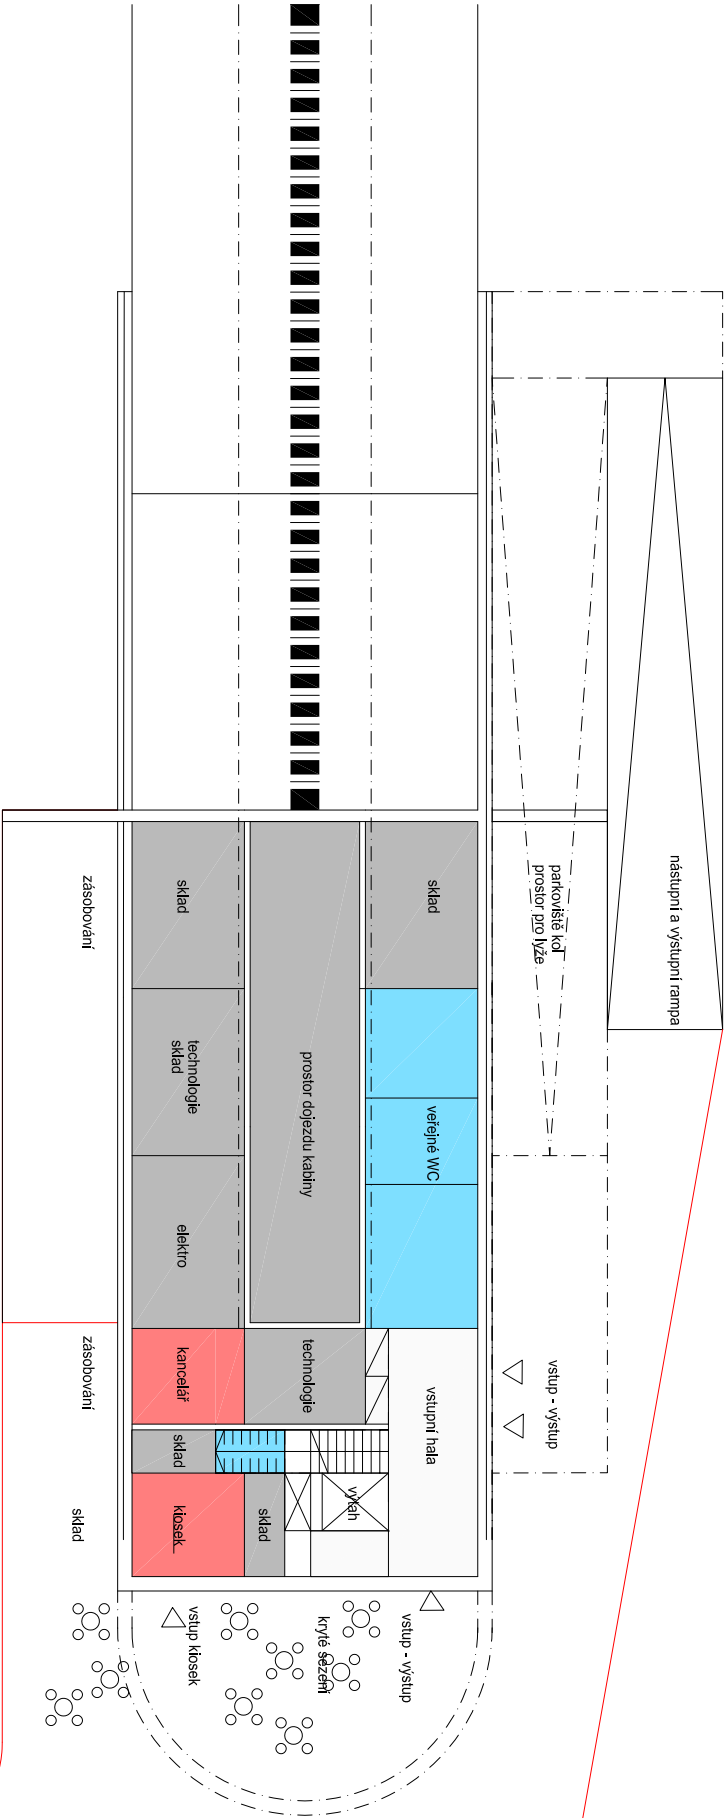 nástupní a výstupní rampa
parkoviště kol
prostor pro lyže
vstup - výstup
sklad
veřejné WC
vstupní hala
vstup - výstup
prostor dojezdu kabiny
technologie
výtah
kryté sezení
sklad
sklad
technologie
sklad
elektro
kancelář
sklad
kiosek
vstup kiosek
zásobování
zásobování
sklad